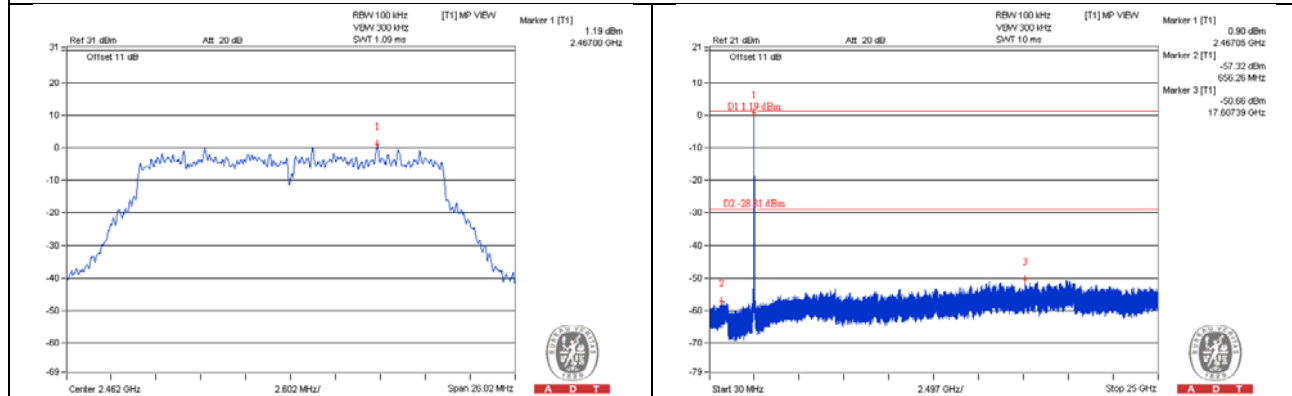 RBW 100 kHz
[T1] MP VIEW
Marker 1 [T1]
VBW 300 kHz
1.19 dBm
Ref 31 dBm
Att 20 dB
SWT 1.09 ms
2.46700 GHz
31
Offset 11 dB
20
10
1
0
-10
-20
-30
-40
-50
-60
-69
Center 2.462 GHz
2.602 MHz/
Span 26.02 MHz
BUREAU VERITAS
1828
A D T
RBW 100 kHz
[T1] MP VIEW
Marker 1 [T1]
VBW 300 kHz
0.90 dBm
Ref 21 dBm
Att 20 dB
SWT 10 ms
2.46705 GHz
21
Offset 11 dB
Marker 2 [T1]
-57.32 dBm
656.26 MHz
10
Marker 3 [T1]
-50.66 dBm
17.60739 GHz
1
D1 1.19 dBm
0
-10
-20
D2 -28.81 dBm
-30
-40
3
-50
2
-60
-70
-79
Start 30 MHz
2.497 GHz/
Stop 25 GHz
BUREAU VERITAS
1828
A D T